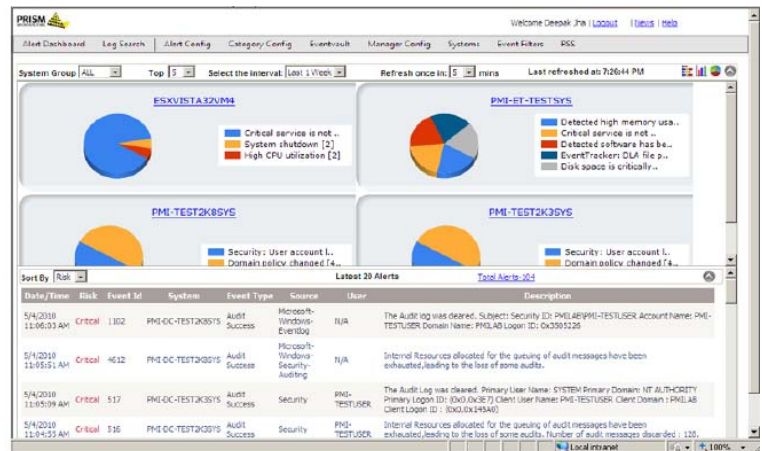 PRISM
Welcome Deepak Jha | Logout | News | Help
Alert Dashboard Log Search Alert Config Category Config Eventvault Manager Config Systems Event Filters RSS
System Group ALL Top 5 Select the interval: Last 1 Week Refresh once in: 5 mins Last refreshed at: 7:26:44 PM
ESXVISTA32VM4
Critical service is not ..
System shutdown [2]
High CPU utilization [2]
PMI-ET-TESTSYS
Detected high memory usa..
Critical service is not ..
Detected software has be..
EventTracker: DLA file p..
Disk space is critically..
PMI-TEST2K8SYS
Security: User account l..
Domain policy changed [4..
PMI-TEST2K3SYS
Security: User account l..
Domain policy changed [4..
Sort By Risk Latest 20 Alerts Total Alerts-104
Date/Time Risk Event Id System Event Type Source User Description
5/4/2010 11:06:03 AM Critical 1102 PMI-DC-TEST2K8SYS Audit Success Microsoft-Windows-Eventlog N/A The Audit log was cleared. Subject: Security ID: PMILAB\PMI-TESTUSER Account Name: PMI-TESTUSER Domain Name: PMILAB Logon ID: 0x3505226
5/4/2010 11:05:51 AM Critical 4612 PMI-DC-TEST2K8SYS Audit Success Microsoft-Windows-Security-Auditing N/A Internal Resources allocated for the queuing of audit messages have been exhausted,leading to the loss of some audits.
5/4/2010 11:05:09 AM Critical 517 PMI-DC-TEST2K3SYS Audit Success Security PMI-TESTUSER The Audit Log was cleared. Primary User Name: SYSTEM Primary Domain: NT AUTHORITY Primary Logon ID: (0x0,0x3E7) Client User Name: PMI-TESTUSER Client Domain : PMILAB Client Logon ID : (0x0,0x149A0)
5/4/2010 11:04:55 AM Critical 516 PMI-DC-TEST2K3SYS Audit Success Security PMI-TESTUSER Internal Resources allocated for the queuing of audit messages have been exhausted,leading to the loss of some audits. Number of audit messages discarded : 120.
Local intranet 100%